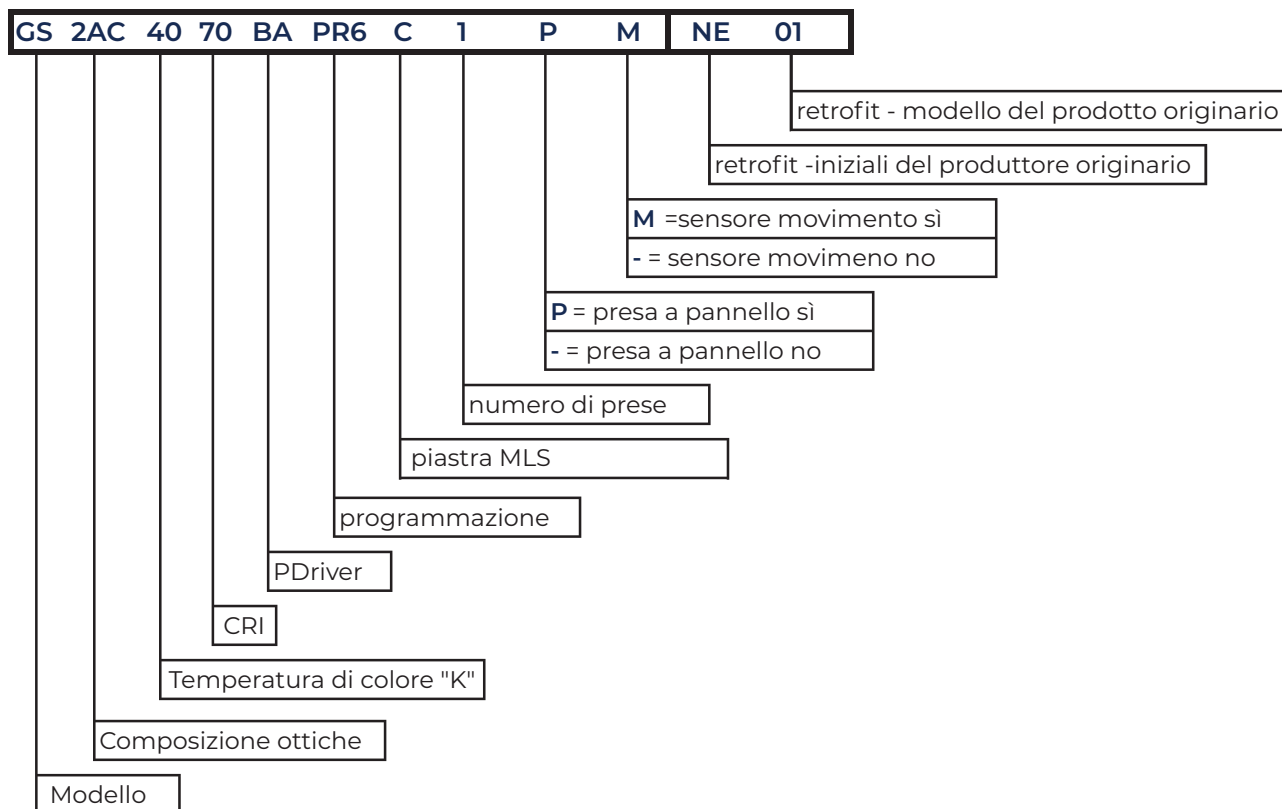 GS 2AC 40 70 BA PR6 C 1 P M NE 01
retrofit - modello del prodotto originario
retrofit -iniziali del produttore originario
M =sensore movimento sì
- = sensore movimeno no
P = presa a pannello sì
- = presa a pannello no
numero di prese
piastra MLS
programmazione
PDriver
CRI
Temperatura di colore "K"
Composizione ottiche
Modello